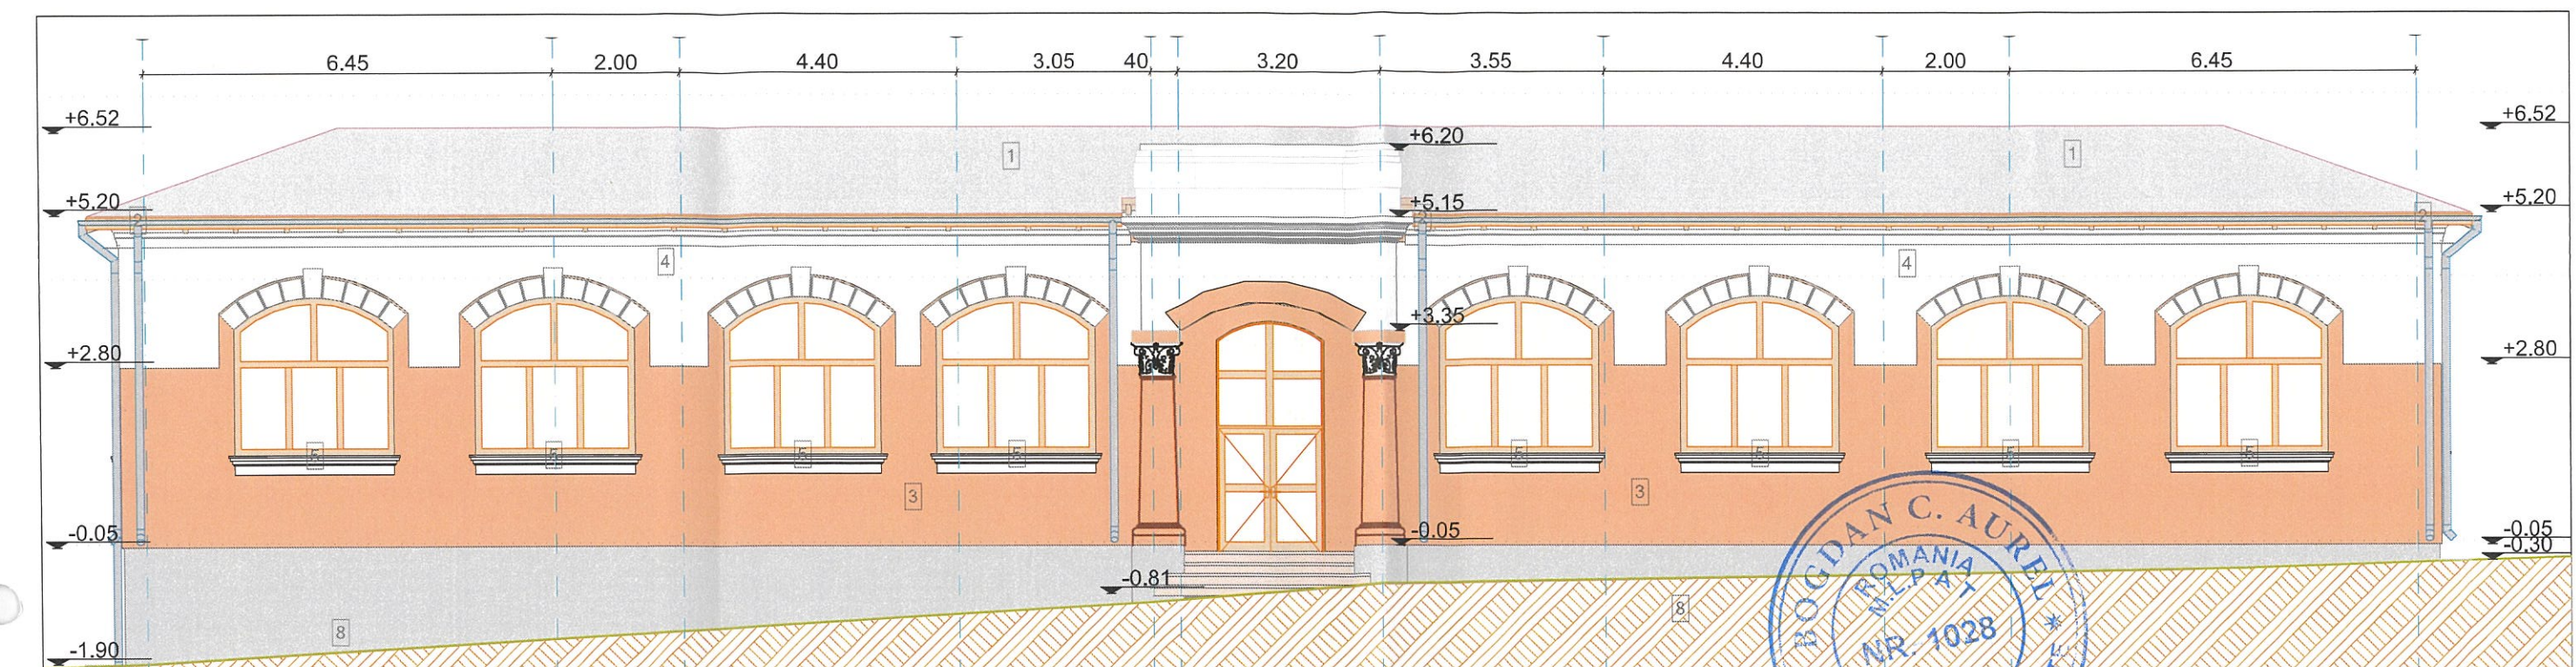 6.45 2.00 4.40 3.05 40 3.20 3.55 4.40 2.00 6.45
+6.52 +6.52
+6.20
1 1
+5.20 +5.15 +5.20
2 2
4 4
+3.35
+2.80 +2.80
5 5 5 5 5 5 5 5
3 3
-0.05 -0.05 -0.05
-0.30
-0.81
8 8
-1.90
BOGDAN C. AUREL *
ROMANIA
M.L.P.A.T
NR. 1028